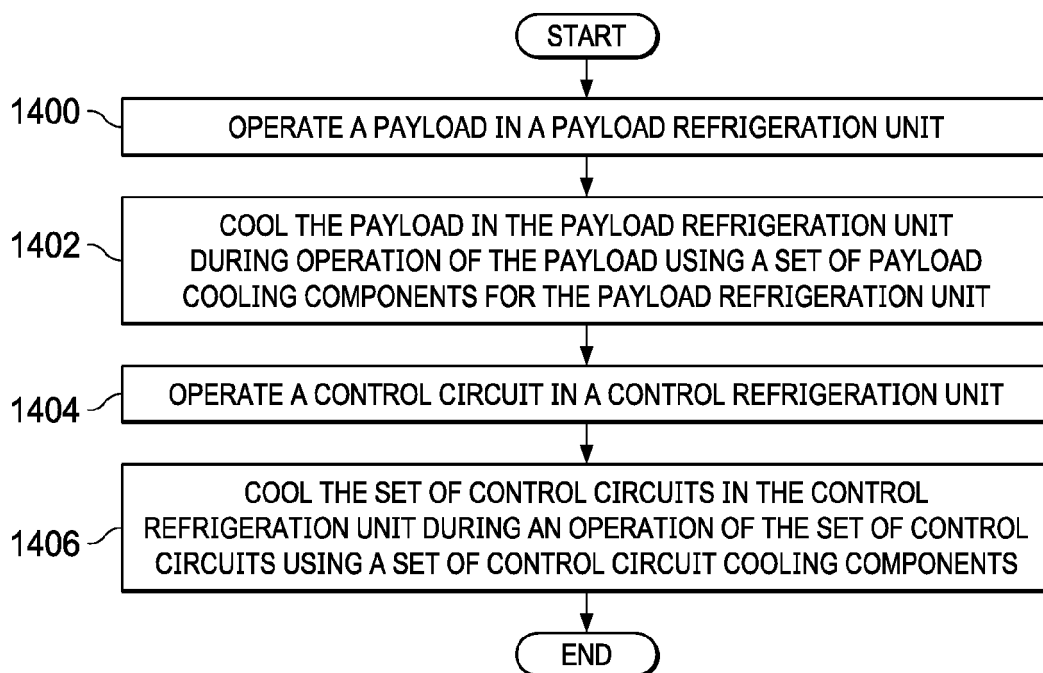 START
1400
OPERATE A PAYLOAD IN A PAYLOAD REFRIGERATION UNIT
1402
COOL THE PAYLOAD IN THE PAYLOAD REFRIGERATION UNIT
DURING OPERATION OF THE PAYLOAD USING A SET OF PAYLOAD
COOLING COMPONENTS FOR THE PAYLOAD REFRIGERATION UNIT
1404
OPERATE A CONTROL CIRCUIT IN A CONTROL REFRIGERATION UNIT
1406
COOL THE SET OF CONTROL CIRCUITS IN THE CONTROL
REFRIGERATION UNIT DURING AN OPERATION OF THE SET OF CONTROL
CIRCUITS USING A SET OF CONTROL CIRCUIT COOLING COMPONENTS
END